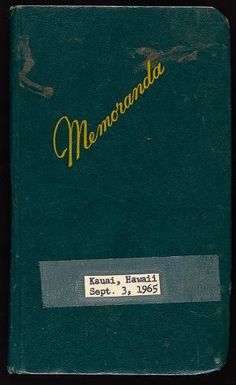 Memoranda
Kauai, Hawaii
Sept. 3, 1965